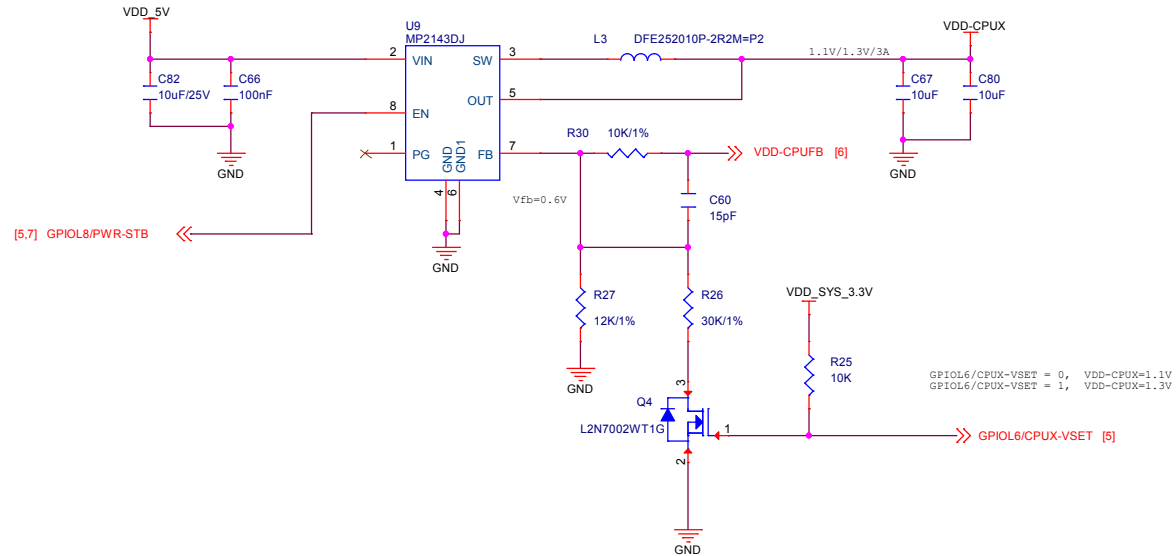 VDD_5V
U9
MP2143DJ
L3 DFE252010P-2R2M=P2
VDD-CPUX
2 VIN SW 3
1.1V/1.3V/3A
C82
10uF/25V
C66
100nF
C67
10uF
C80
10uF
OUT 5
8 EN
R30 10K/1%
1 PG FB 7
VDD-CPUFB [6]
GND
GND
GND
GND1
4
6
Vfb=0.6V
C60
15pF
[5,7] GPIOL8/PWR-STB
GND
R27
12K/1%
R26
30K/1%
VDD_SYS_3.3V
R25
10K
GPIOL6/CPUX-VSET = 0, VDD-CPUX=1.1V
GPIOL6/CPUX-VSET = 1, VDD-CPUX=1.3V
GND
3
Q4
L2N7002WT1G
1
GPIOL6/CPUX-VSET [5]
2
GND